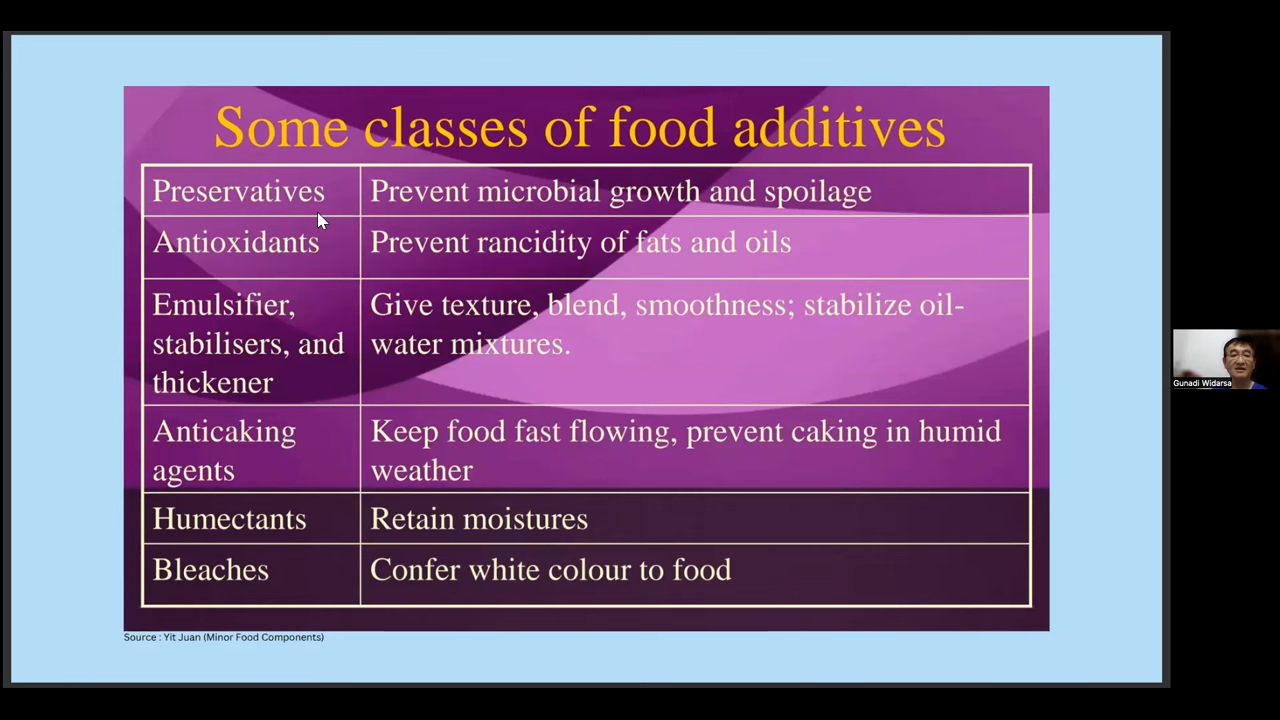 Some classes of food additives
Preservatives
Prevent microbial growth and spoilage
Antioxidants
Prevent rancidity of fats and oils
Emulsifier,
stabilisers, and
thickener
Give texture, blend, smoothness; stabilize oil-
water mixtures.
Anticaking
agents
Keep food fast flowing, prevent caking in humid
weather
Humectants
Retain moistures
Bleaches
Confer white colour to food
Source : Yit Juan (Minor Food Components)
Gunadi Widarsa